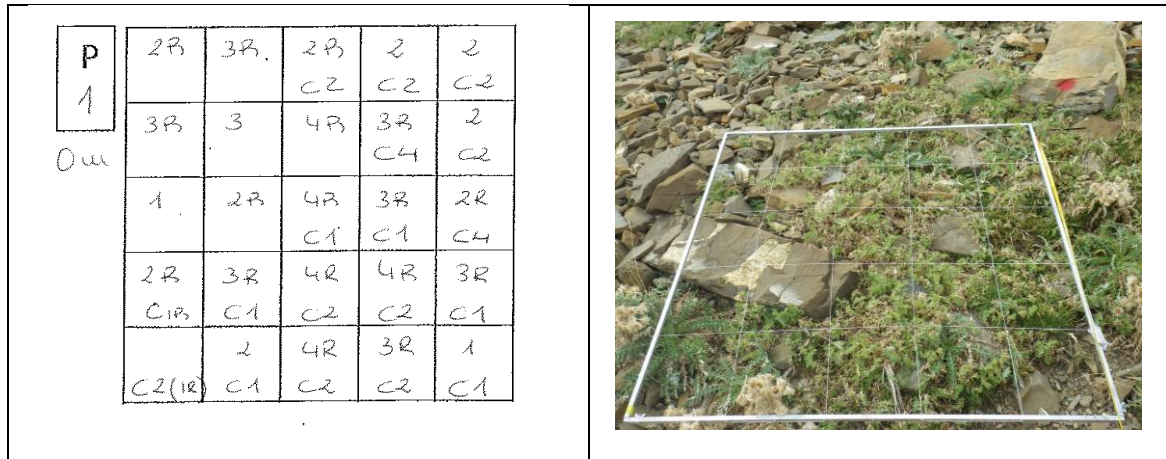 P
1
2R 3R. 2R 2 2
C2 C2 C2
3R 3 4R 3R 2
C4 C2
1 2R 4R 3R 2R
C1 C1 C4
2R 3R 4R 4R 3R
C1R C1 C2 C2 C1
2 4R 3R 1
C2(1R) C1 C2 C2 C1